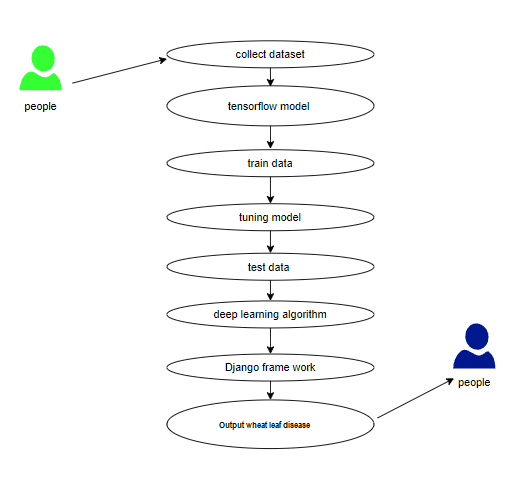 collect dataset
people
tensorflow model
train data
tuning model
test data
deep learning algorithm
Django frame work
people
Output wheat leaf disease